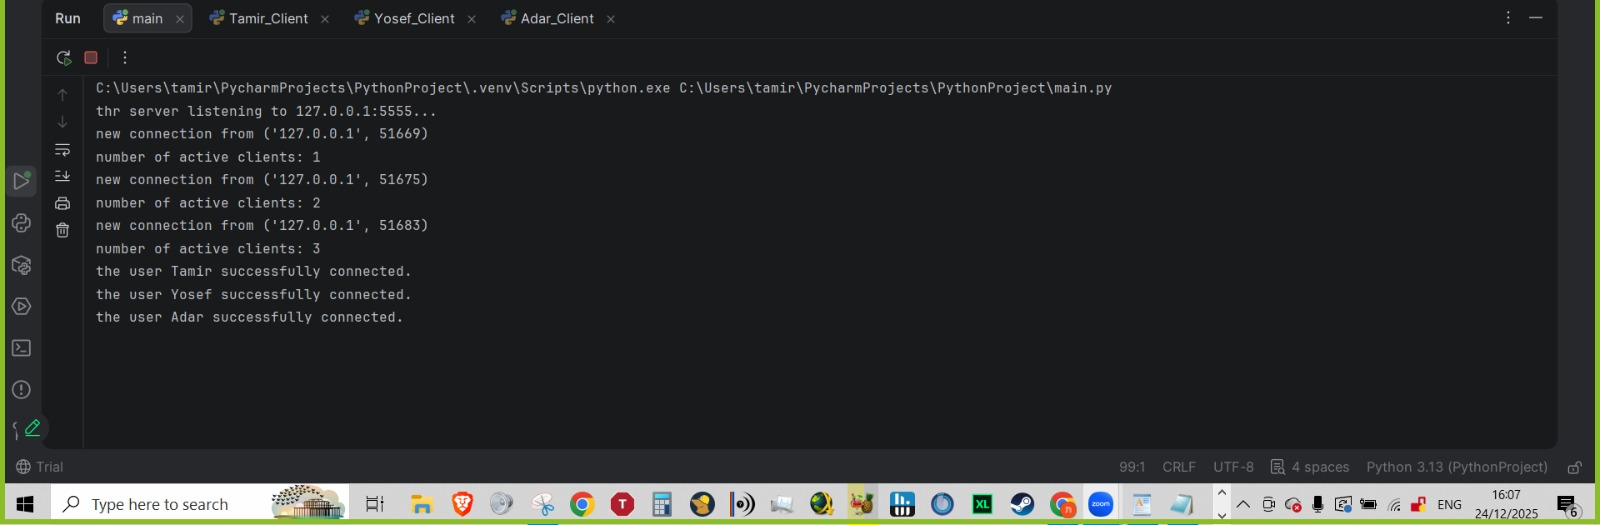 Run main Tamir_Client Yosef_Client Adar_Client
C:\Users\tamir\PycharmProjects\PythonProject\.venv\Scripts\python.exe C:\Users\tamir\PycharmProjects\PythonProject\main.py
thr server listening to 127.0.0.1:5555...
new connection from ('127.0.0.1', 51669)
number of active clients: 1
new connection from ('127.0.0.1', 51675)
number of active clients: 2
new connection from ('127.0.0.1', 51683)
number of active clients: 3
the user Tamir successfully connected.
the user Yosef successfully connected.
the user Adar successfully connected.
Trial 99:1 CRLF UTF-8 4 spaces Python 3.13 (PythonProject)
Type here to search T XL n zoom ENG 16:07 6
24/12/2025